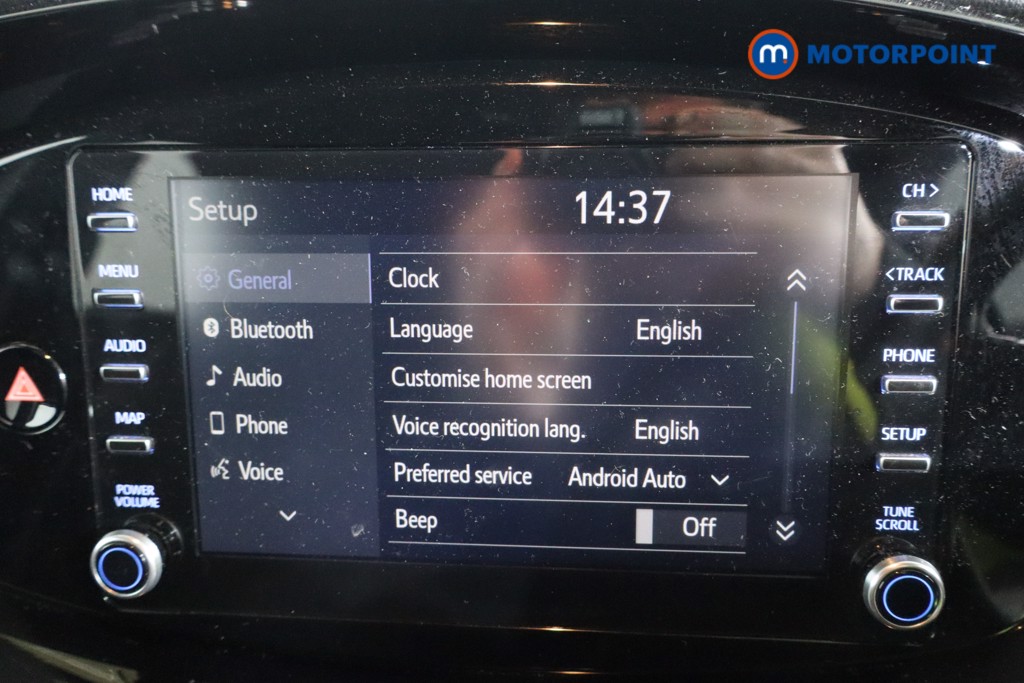 m MOTORPOINT
HOME
MENU
AUDIO
MAP
POWER
VOLUME
Setup 14:37
General
Bluetooth
Audio
Phone
Voice
Clock
Language English
Customise home screen
Voice recognition lang. English
Preferred service Android Auto
Beep Off
CH >
< TRACK
PHONE
SETUP
TUNE
SCROLL